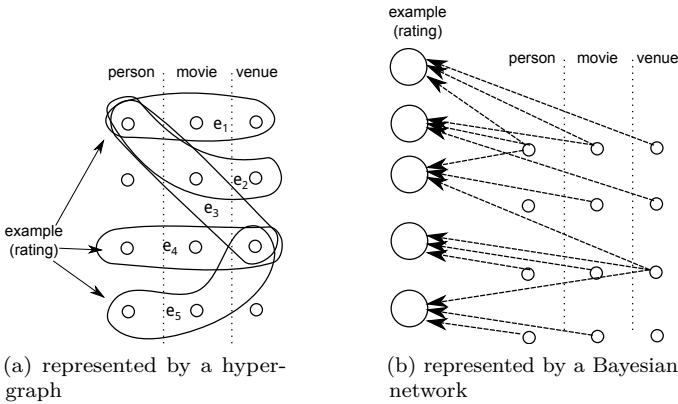 person movie venue
e1
e2
e3
example
(rating)
e4
e5
(a) represented by a hyper-
graph
example
(rating)
person movie venue
(b) represented by a Bayesian
network